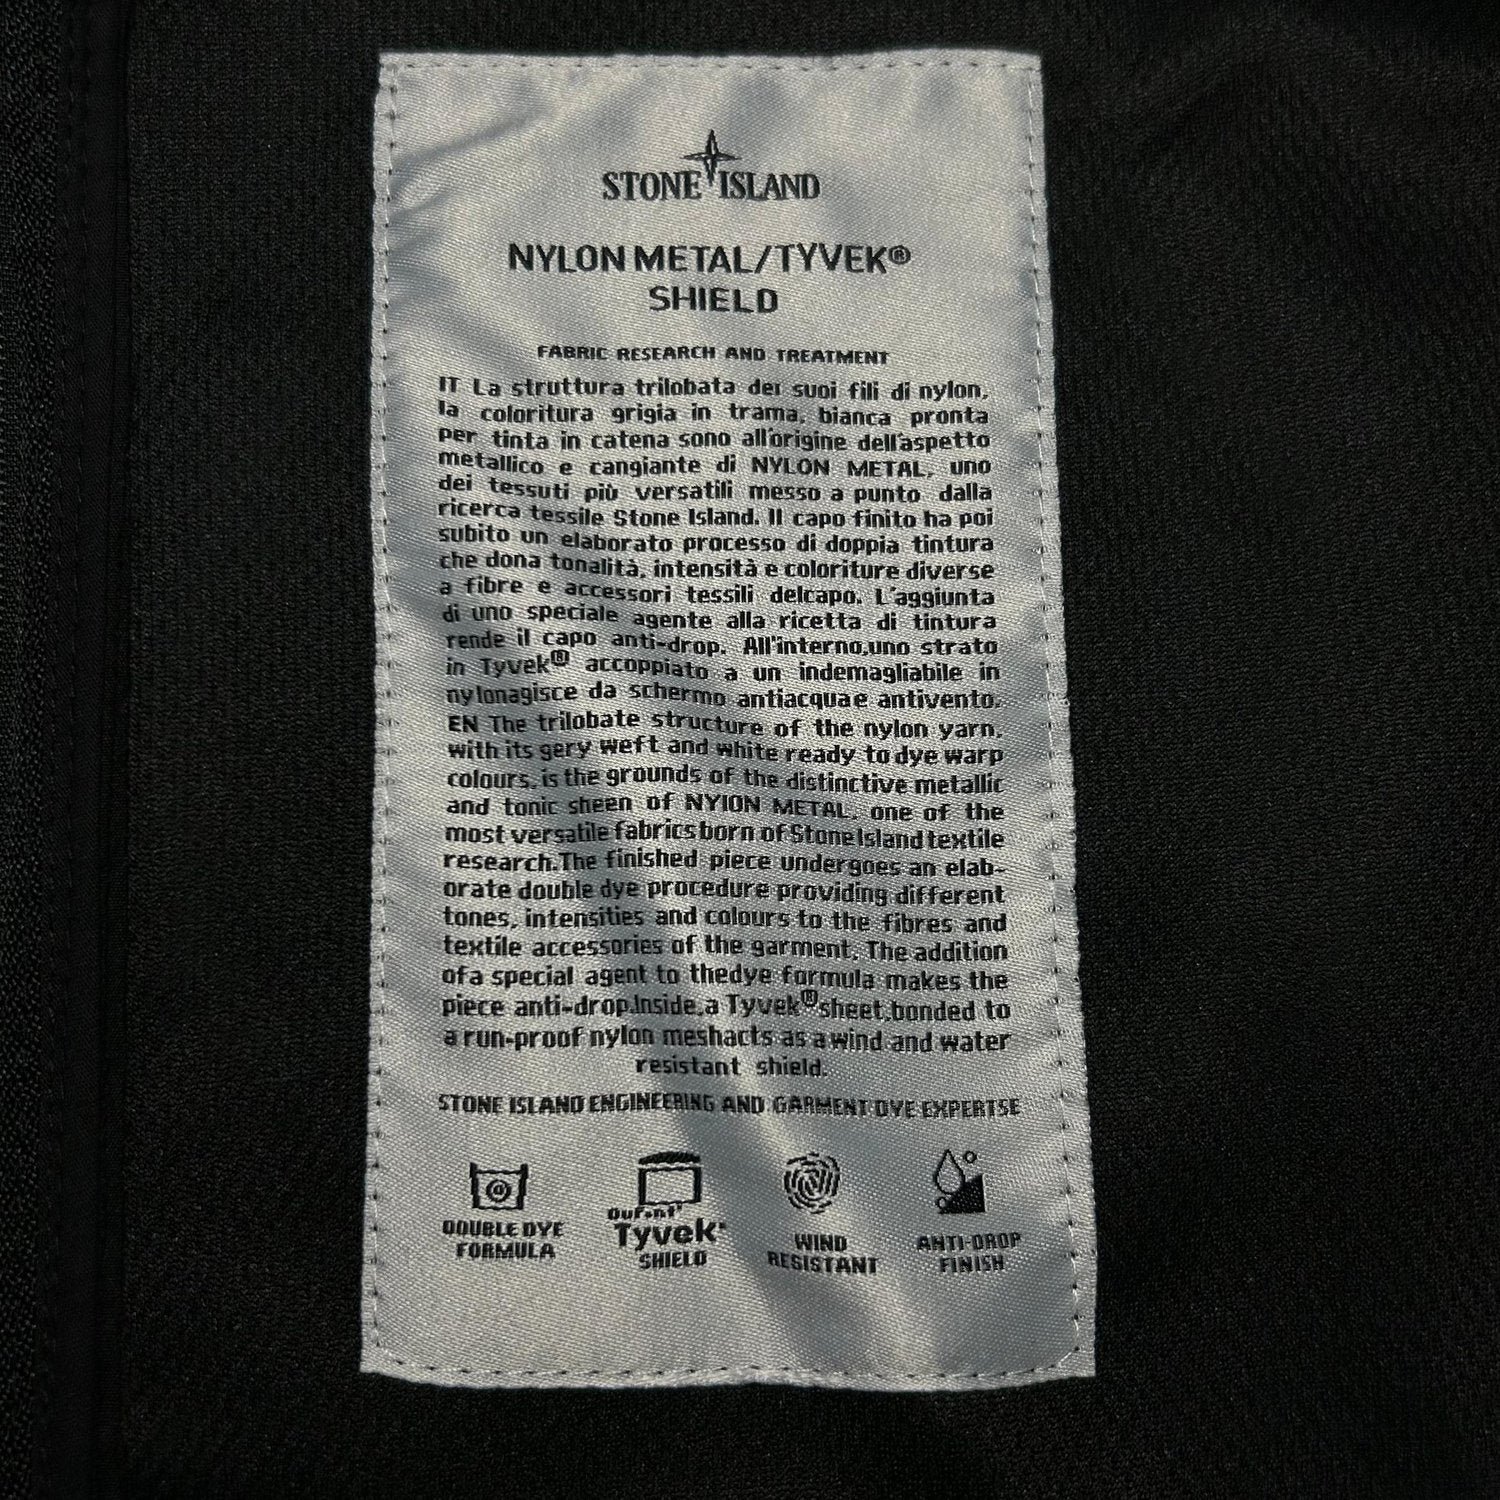 STONE ISLAND
NYLON METAL/TYVEK®
SHIELD
FABRIC RESEARCH AND TREATMENT
IT La struttura trilobata dei suoi fili di nylon,
la coloritura grigia in trama, bianca pronta
per tinta in catena sono all'origine dell'aspetto
metallico e cangiante di NYLON METAL, uno
dei tessuti più versatili messo a punto dalla
ricerca tessile Stone Island. Il capo finito ha poi
subito un elaborato processo di doppia tintura
che dona tonalità, intensità e coloriture diverse
a fibre e accessori tessili delcapo. L'aggiunta
di uno speciale agente alla ricetta di tintura
rende il capo anti-drop. All'interno,uno strato
in Tyvek® accoppiato a un indemagliabile in
nylonagisce da schermo antiacquae antivento.
EN The trilobate structure of the nylon yarn,
with its gery weft and white ready to dye warp
colours, is the grounds of the distinctive metallic
and tonic sheen of NYION METAL, one of the
most versatile fabrics born of StoneIsland textile
research.The finished piece undergoes an elab-
orate double dye procedure providing different
tones, intensities and colours to the fibres and
textile accessories of the garment. The addition
ofa special agent to thedye formula makes the
piece anti-drop.Inside,a Tyvek®sheet,bonded to
a run-proof nylon meshacts as a wind and water
resistant shield.
STONE ISLAND ENGINEERING AND GARMENT DYE EXPERTSE
DOUBLE DYE
FORMULA
DuPont
Tyvek
SHIELD
WIND
RESISTANT
ANTI-DROP
FINISH